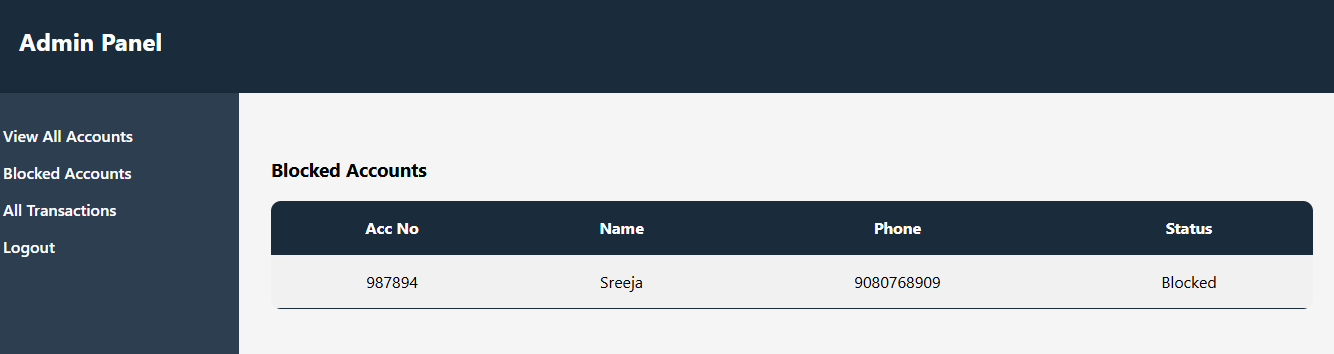 Admin Panel
View All Accounts
Blocked Accounts
All Transactions
Logout
Blocked Accounts
Acc No Name Phone Status
987894 Sreeja 9080768909 Blocked